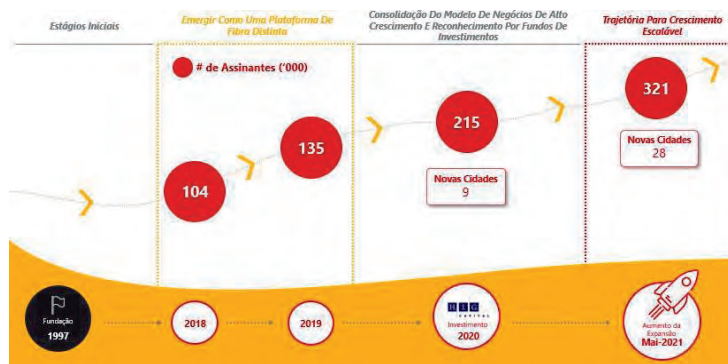 Estágios Iniciais
Emergir Como Uma Plataforma De
Fibra Distinta
Consolidação Do Modelo De Negócios De Alto
Crescimento E Reconhecimento Por Fundos De
Investimentos
Trajetória Para Crescimento
Escalável
# de Assinantes ('000)
104
135
215
321
Novas Cidades
9
Novas Cidades
28
Fundação
1997
2018
2019
H I G
CAPITAL
Investimento
2020
Aumento da
Expansão
Mai-2021